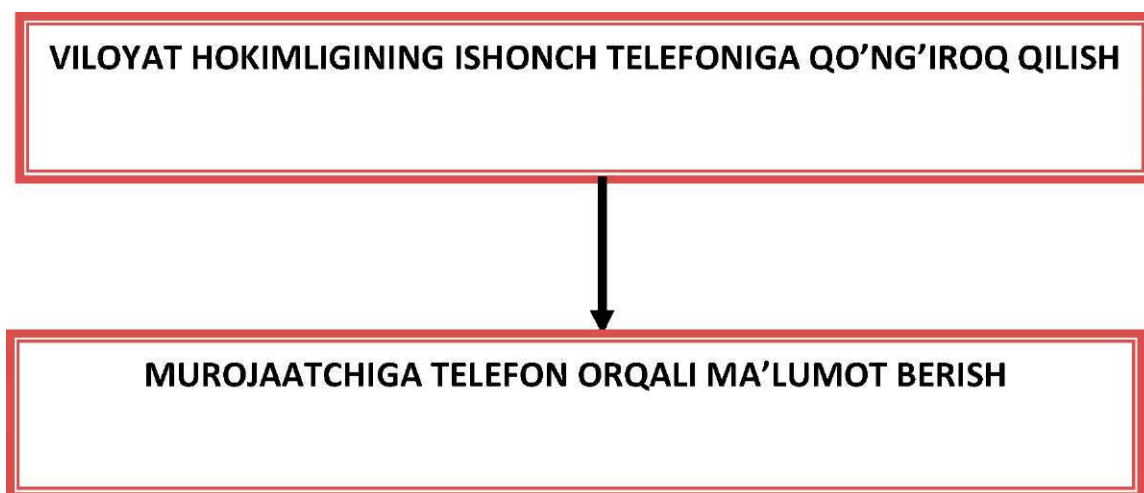 VILOYAT HOKIMLIGINING ISHONCH TELEFONIGA QO’NG’IROQ QILISH
MUROJAATCHIGA TELEFON ORQALI MA’LUMOT BERISH